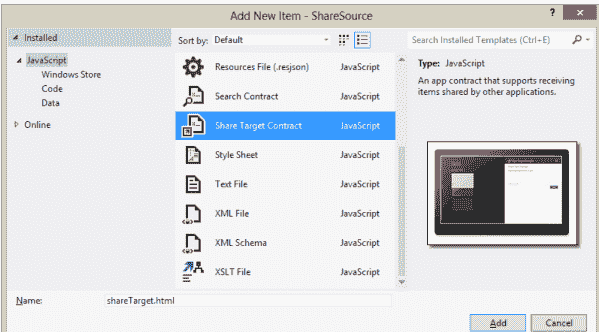 Add New Item - ShareSource
? x
Installed
Sort by: Default
Search Installed Templates (Ctrl+E)
JavaScript
Windows Store
Code
Data
Online
Resources File (.resjson) JavaScript
Search Contract JavaScript
Share Target Contract JavaScript
Style Sheet JavaScript
Text File JavaScript
XML File JavaScript
XML Schema JavaScript
XSLT File JavaScript
Type: JavaScript
An app contract that supports receiving
items shared by other applications.
Name: shareTarget.html
Add Cancel